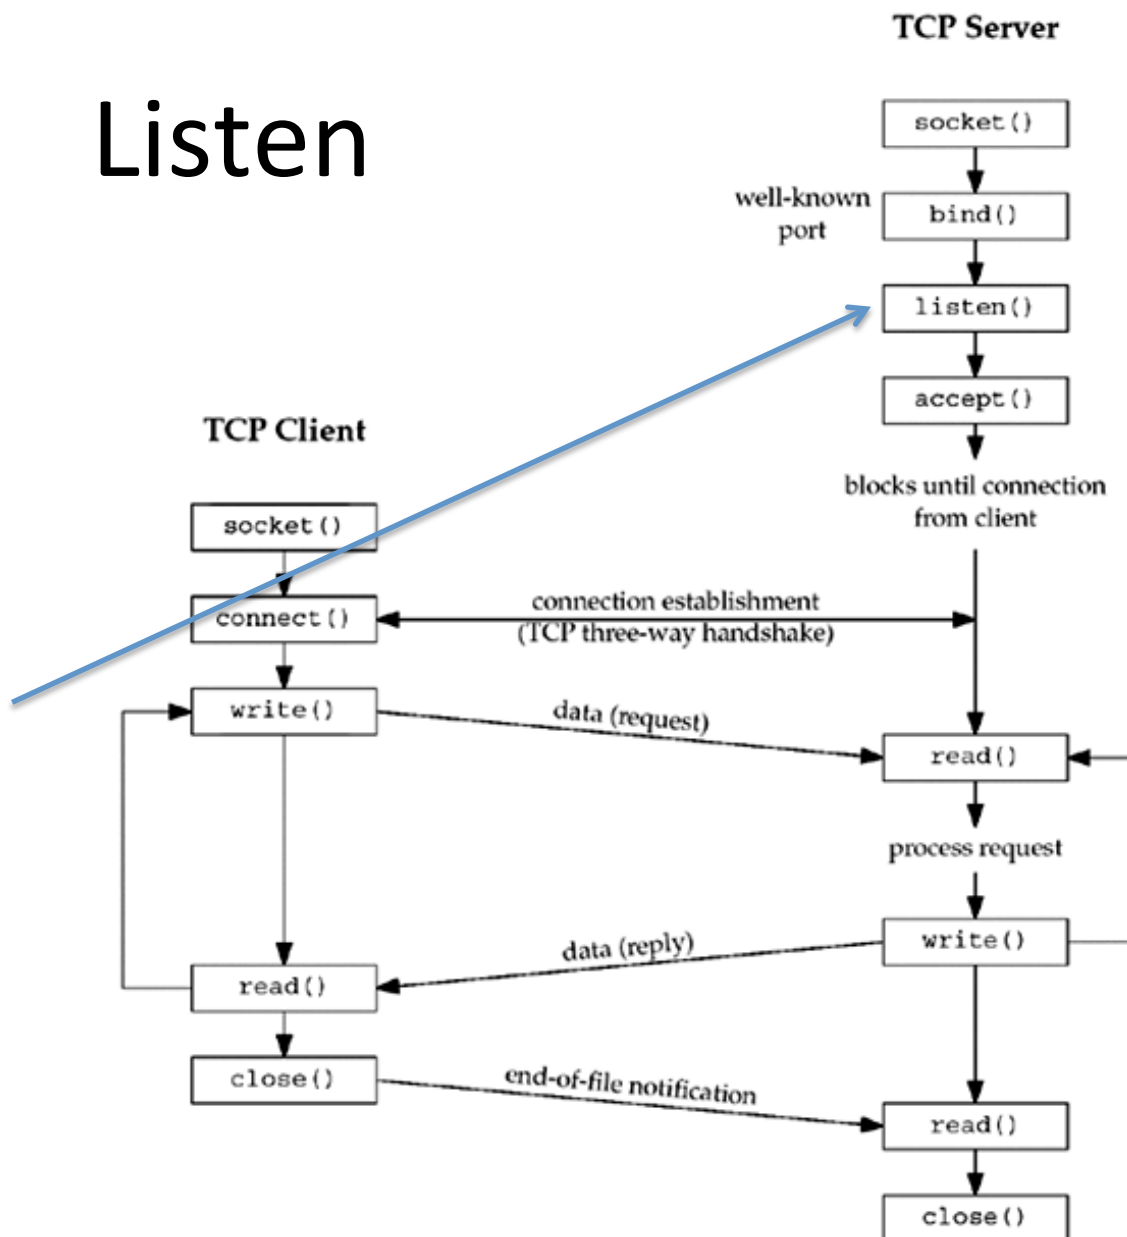 TCP Server
Listen
socket()
well-known
port
bind()
listen()
accept()
TCP Client
blocks until connection
from client
socket()
connection establishment
(TCP three-way handshake)
connect()
write()
data (request)
read()
process request
data (reply)
write()
read()
close()
end-of-file notification
read()
close()